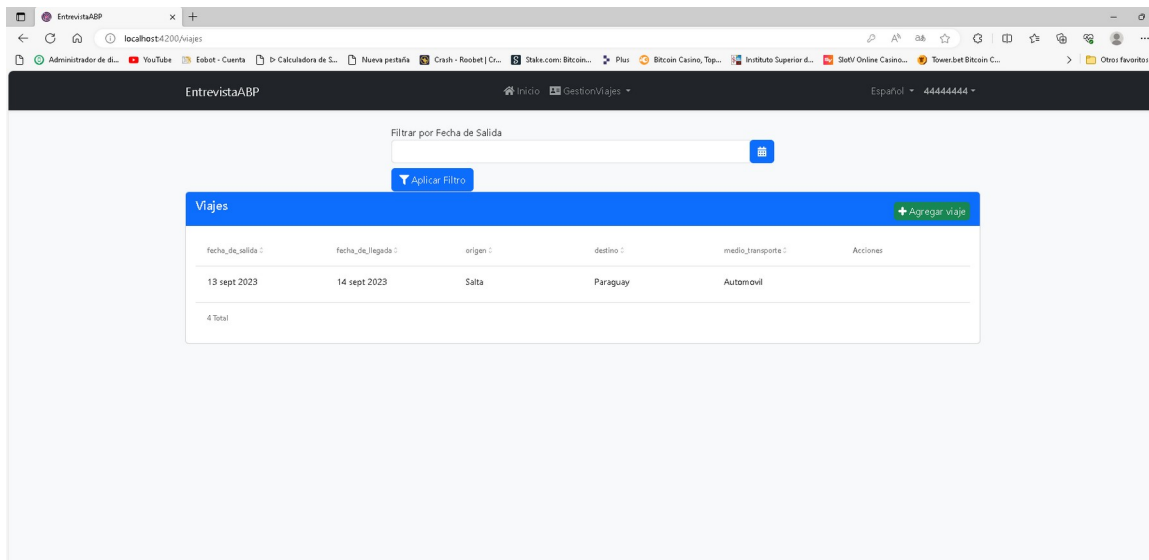 EntrevistaABP
localhost:4200/viajes
Administrador de di... YouTube Eobot - Cuenta Calculadora de S... Nueva pestaña Crash - Roobet | Cr... Stake.com: Bitcoin... Plus Bitcoin Casino, Top... Instituto Superior d... SlotV Online Casino... Tower.bet Bitcoin C... Otros favoritos
EntrevistaABP Inicio GestionViajes Español 44444444
Filtrar por Fecha de Salida
Aplicar Filtro
Viajes
Agregar viaje
fecha_de_salida fecha_de_llegada origen destino medio_transporte Acciones
13 sept 2023 14 sept 2023 Salta Paraguay Automovil
4 Total